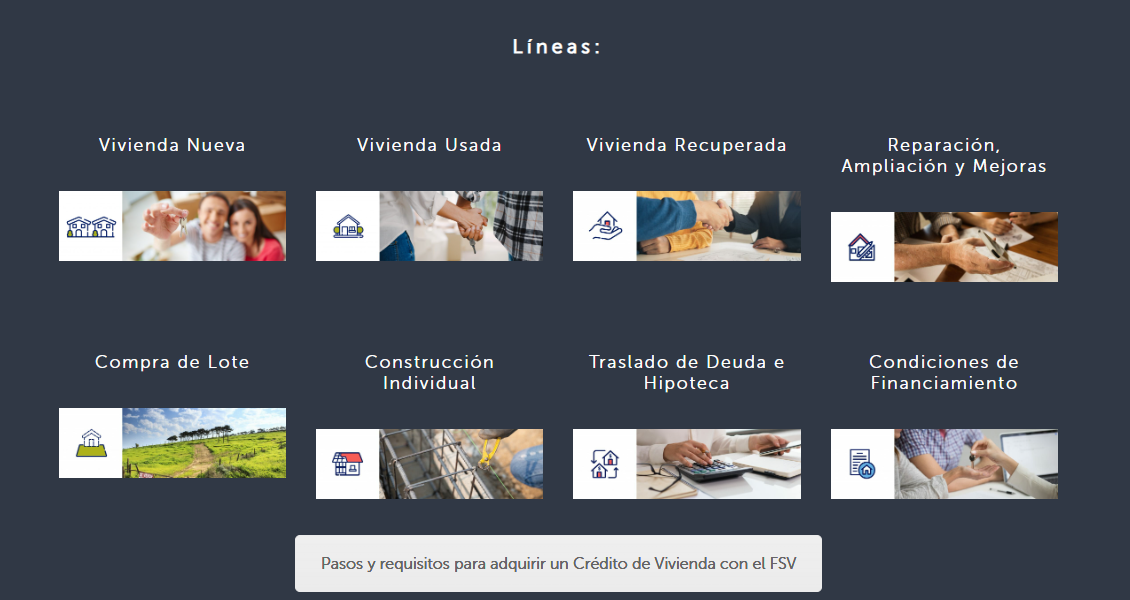 Líneas:
Vivienda Nueva
Vivienda Usada
Vivienda Recuperada
Reparación,
Ampliación y Mejoras
Compra de Lote
Construcción
Individual
Traslado de Deuda e
Hipoteca
Condiciones de
Financiamiento
Pasos y requisitos para adquirir un Crédito de Vivienda con el FSV